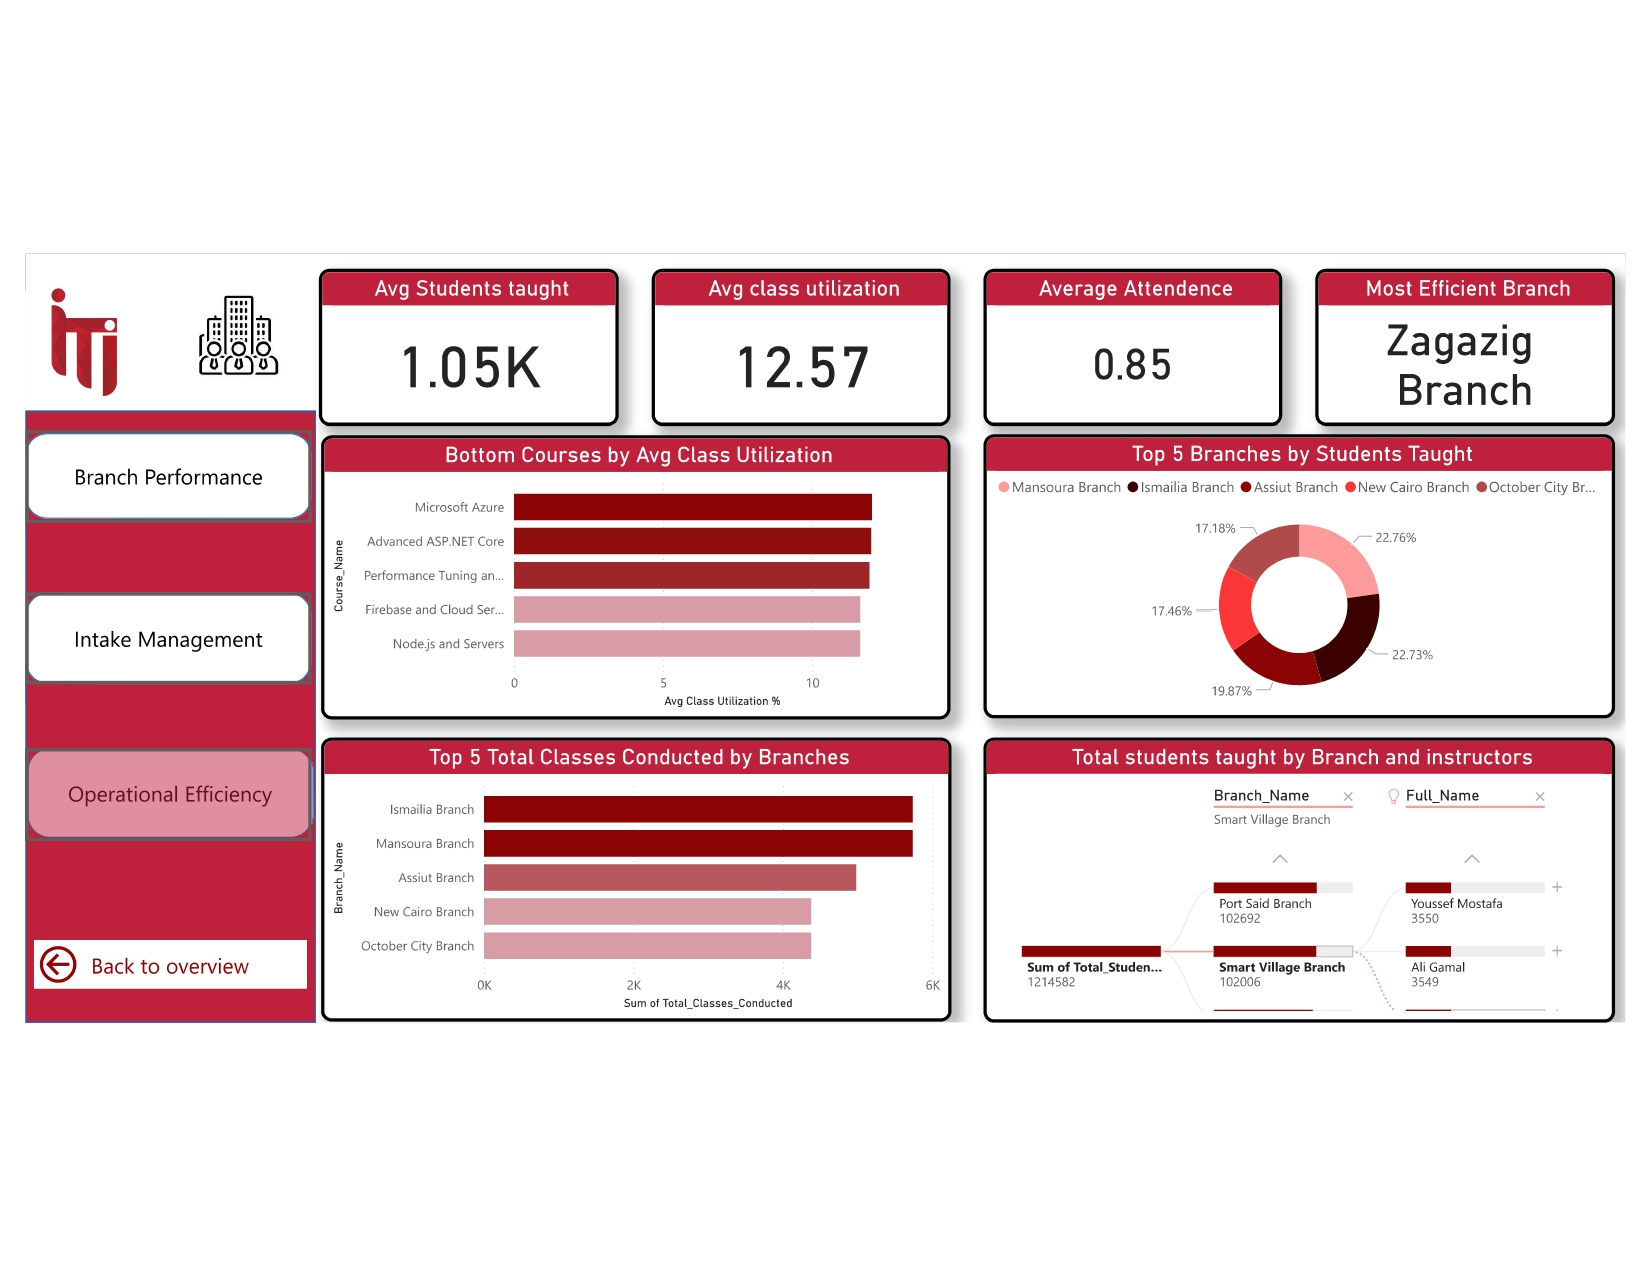 iTi
Avg Students taught
1.05K
Avg class utilization
12.57
Average Attendence
0.85
Most Efficient Branch
Zagazig
Branch
Branch Performance
Intake Management
Operational Efficiency
Back to overview
Bottom Courses by Avg Class Utilization
Course_Name
Microsoft Azure
Advanced ASP.NET Core
Performance Tuning an...
Firebase and Cloud Ser...
Node.js and Servers
0 5 10
Avg Class Utilization %
Top 5 Branches by Students Taught
Mansoura Branch Ismailia Branch Assiut Branch New Cairo Branch October City Br...
17.18%
22.76%
17.46%
22.73%
19.87%
Top 5 Total Classes Conducted by Branches
Branch_Name
Ismailia Branch
Mansoura Branch
Assiut Branch
New Cairo Branch
October City Branch
0K 2K 4K 6K
Sum of Total_Classes_Conducted
Total students taught by Branch and instructors
Branch_Name
Smart Village Branch
Full_Name
Sum of Total_Studen...
1214582
Port Said Branch
102692
Smart Village Branch
102006
Youssef Mostafa
3550
Ali Gamal
3549